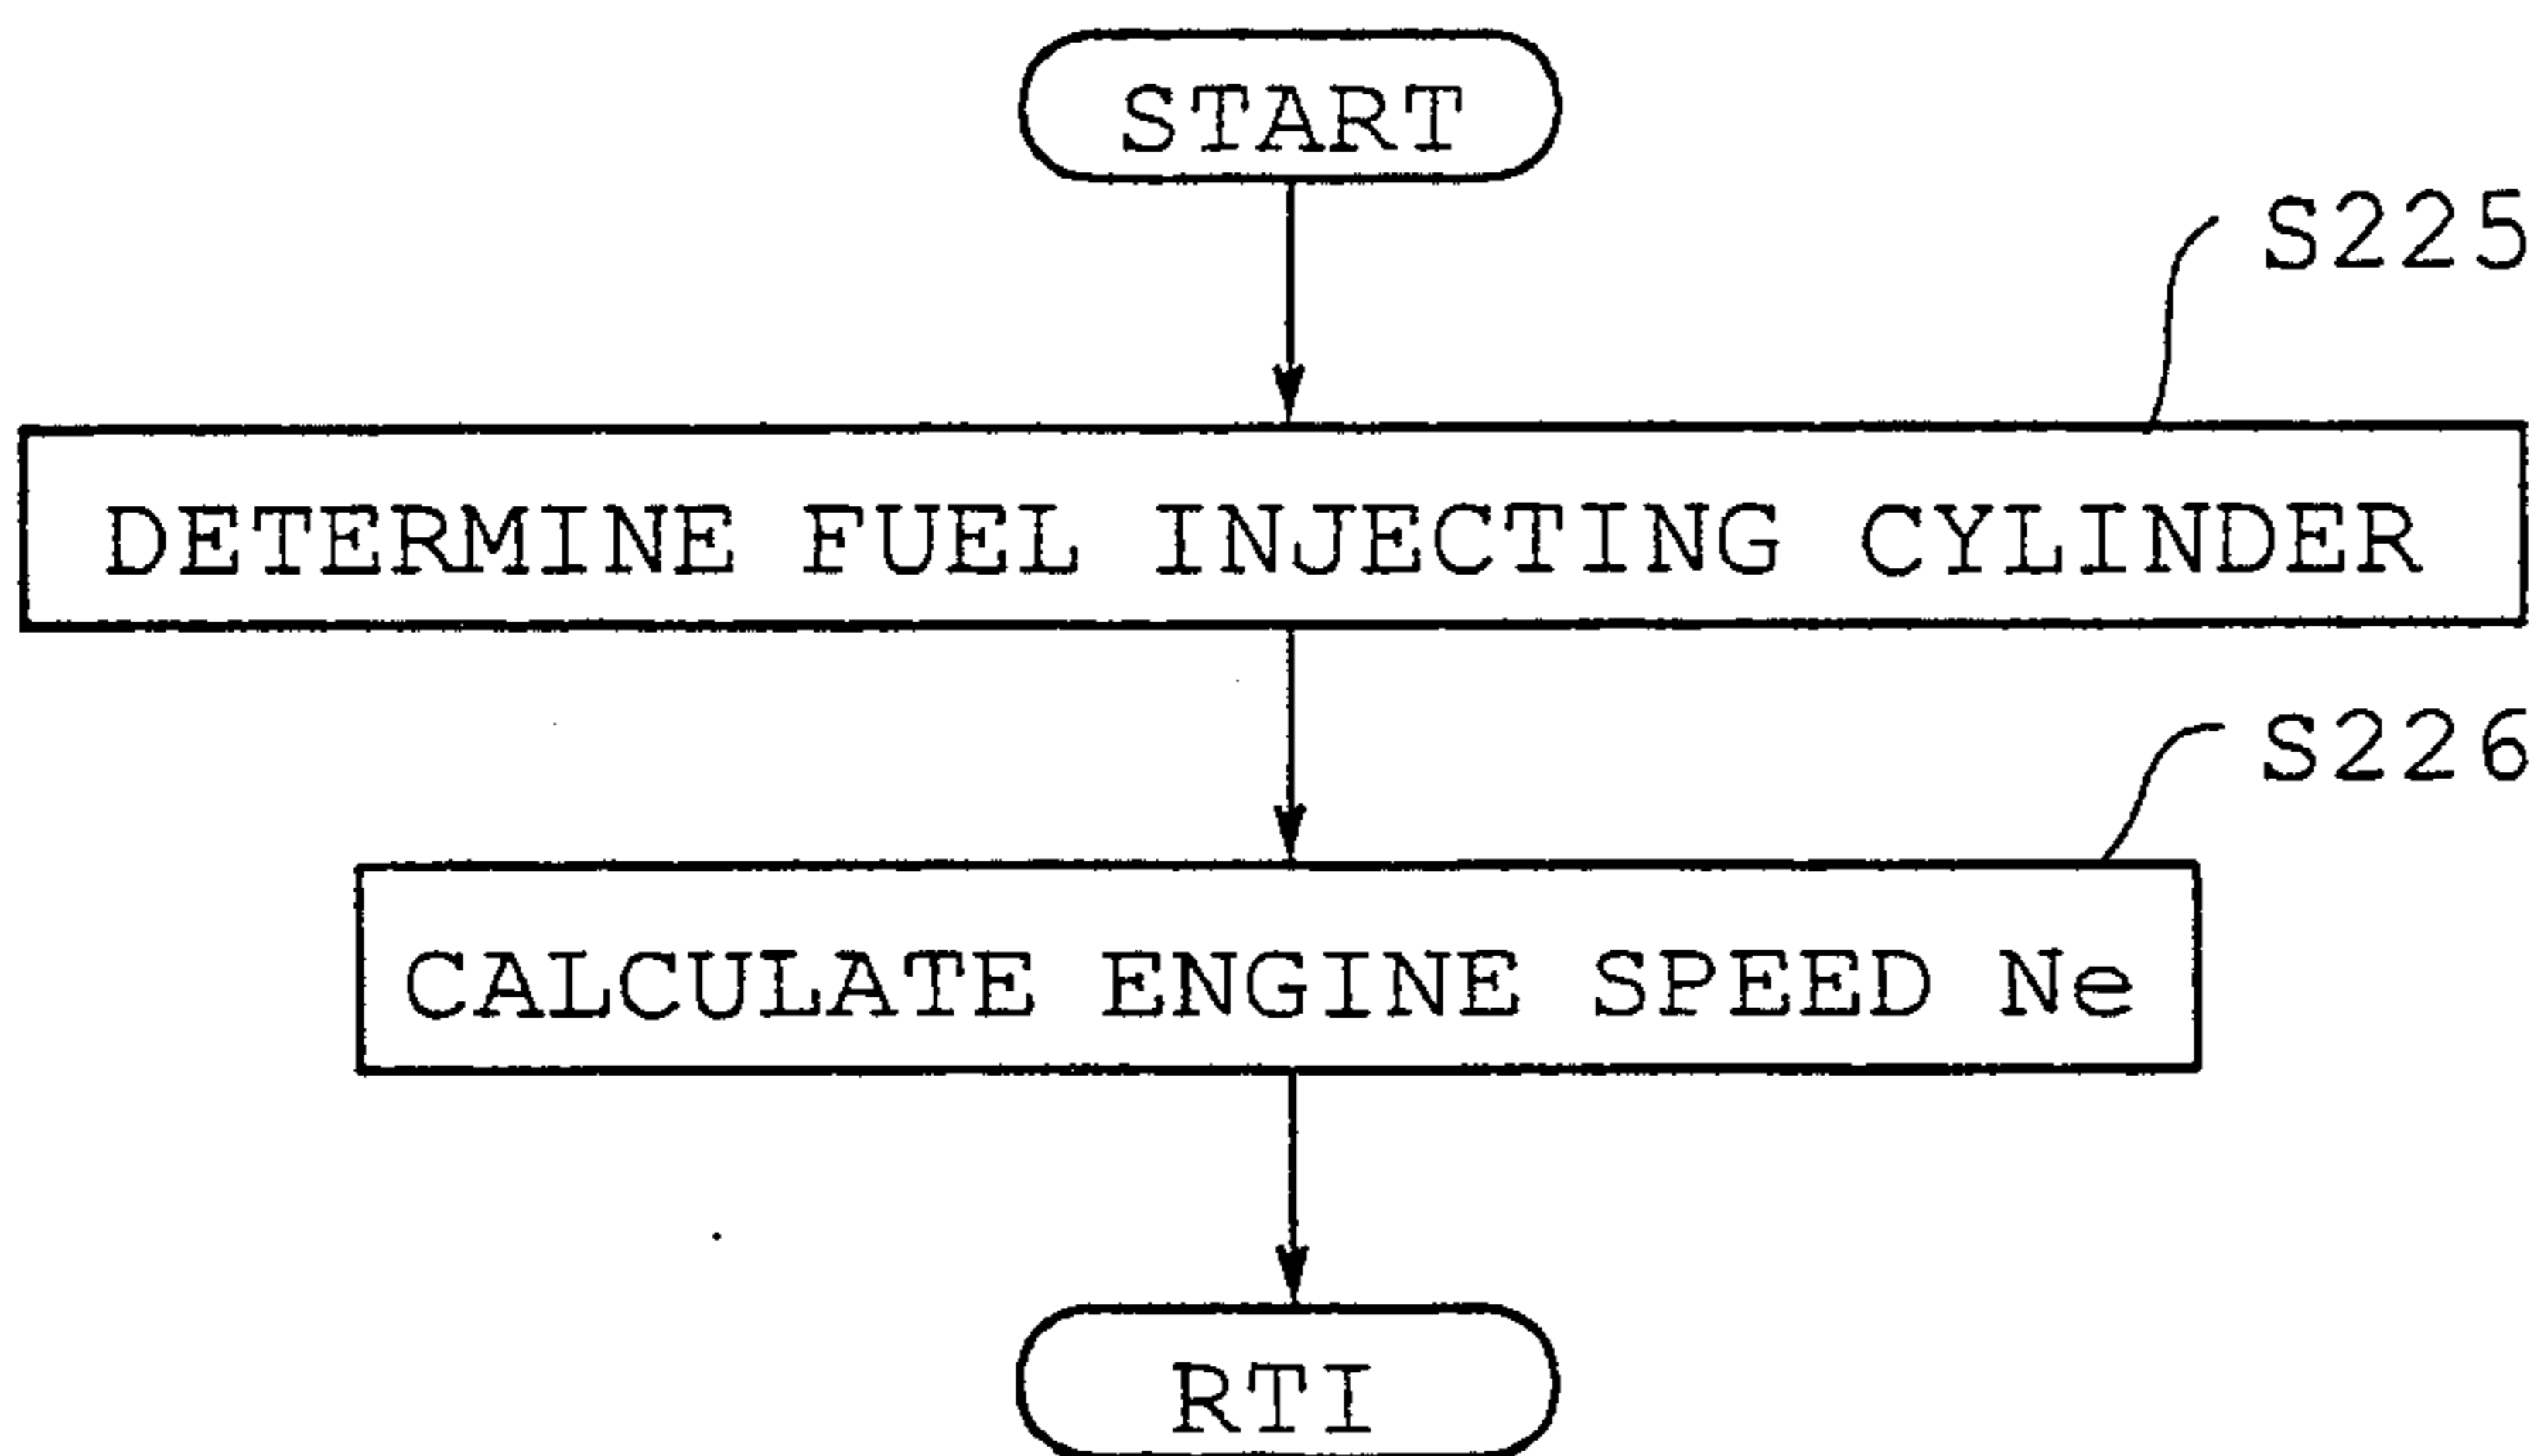 START
S225
DETERMINE FUEL INJECTING CYLINDER
S226
CALCULATE ENGINE SPEED Ne
RTI